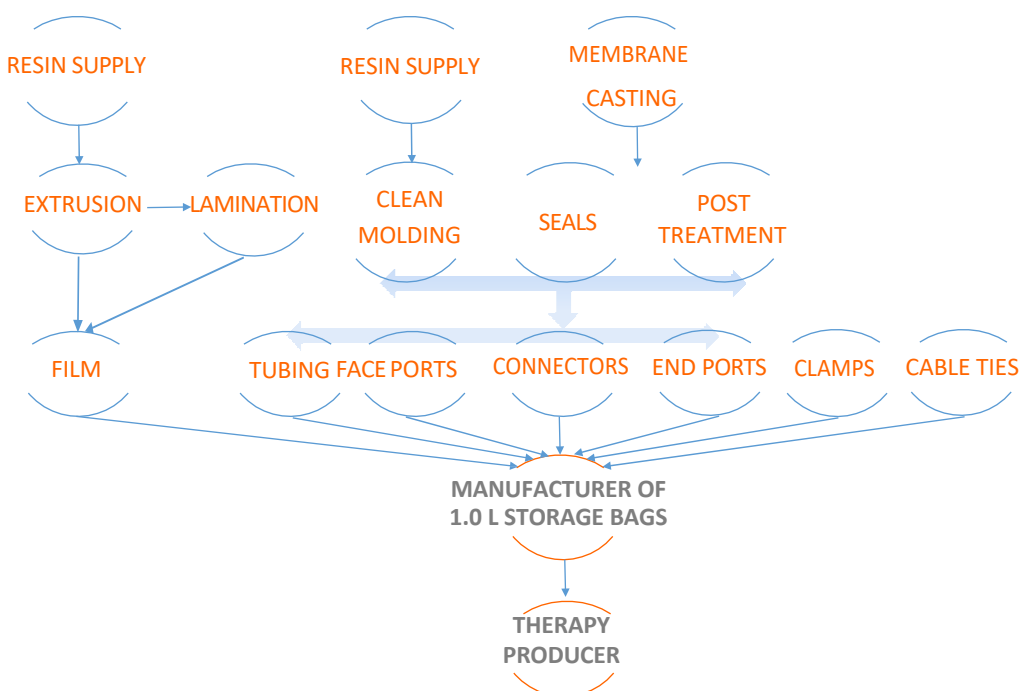 RESIN SUPPLY
RESIN SUPPLY
MEMBRANE
CASTING
EXTRUSION
LAMINATION
CLEAN
MOLDING
SEALS
POST
TREATMENT
FILM
TUBING
FACE PORTS
CONNECTORS
END PORTS
CLAMPS
CABLE TIES
MANUFACTURER OF
1.0 L STORAGE BAGS
THERAPY
PRODUCER